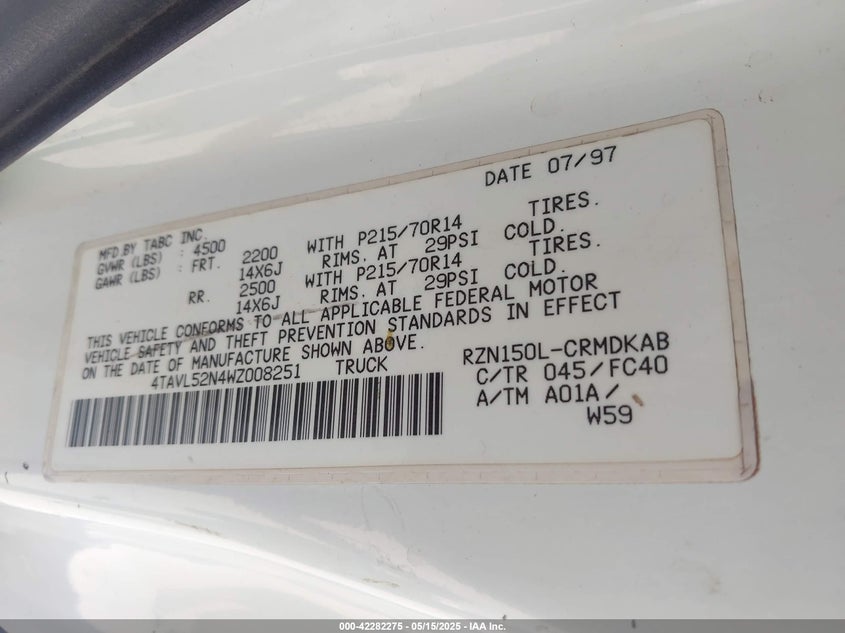 DATE 07/97
MFD.BY TABC INC.
GVWR (LBS) : 4500
GAWR (LBS) : FRT. 2200 WITH P215/70R14 TIRES.
14X6J RIMS. AT 29PSI COLD.
RR. 2500 WITH P215/70R14 TIRES.
14X6J RIMS. AT 29PSI COLD.
THIS VEHICLE CONFORMS TO ALL APPLICABLE FEDERAL MOTOR
VEHICLE SAFETY AND THEFT PREVENTION STANDARDS IN EFFECT
ON THE DATE OF MANUFACTURE SHOWN ABOVE.
4TAVL52N4WZ008251 TRUCK
RZN150L-CRMDKAB
C/TR 045/FC40
A/TM A01A/
W59
000-42282275 — 05/15/2025 — IAA Inc.